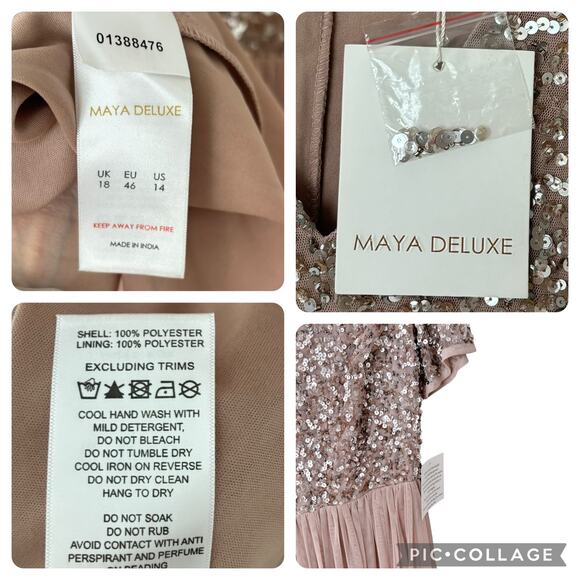 01388476
MAYA DELUXE
UK EU US
18 46 14
KEEP AWAY FROM FIRE
MADE IN INDIA
MAYA DELUXE
SHELL: 100% POLYESTER
LINING: 100% POLYESTER
EXCLUDING TRIMS
COOL HAND WASH WITH
MILD DETERGENT,
DO NOT BLEACH
DO NOT TUMBLE DRY
COOL IRON ON REVERSE
DO NOT DRY CLEAN
HANG TO DRY
DO NOT SOAK
DO NOT RUB
AVOID CONTACT WITH ANTI
PERSPIRANT AND PERFUME
PIC•COLLAGE